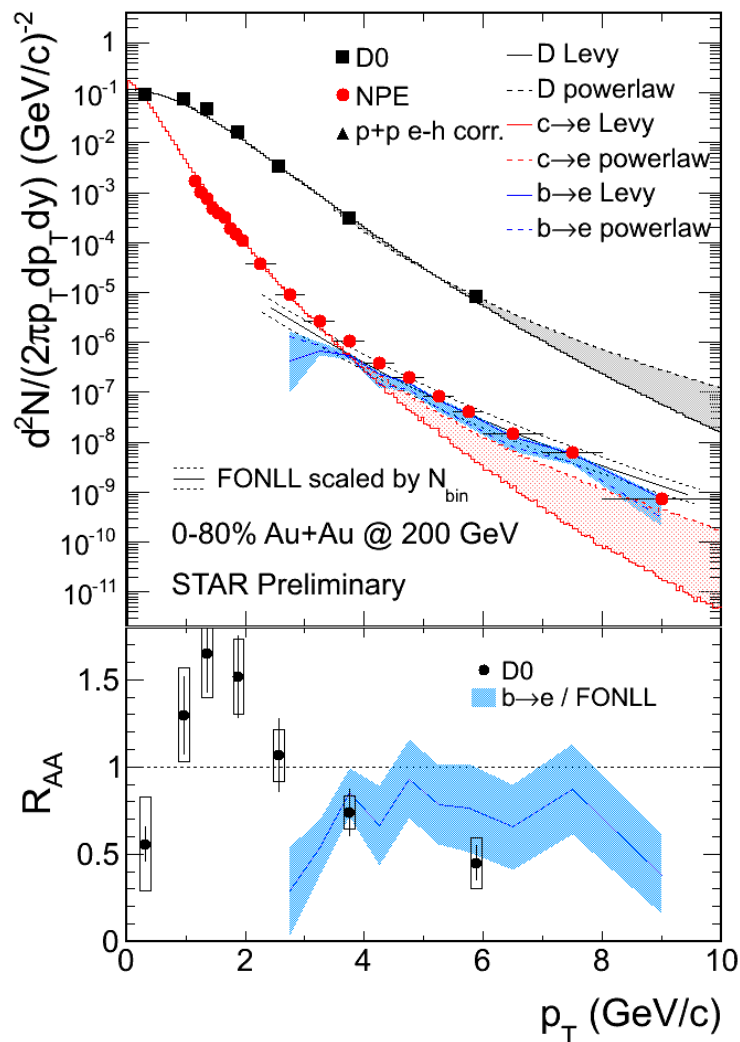 d²N/(2πp_T dp_T dy) (GeV/c)⁻²
1
10⁻¹
10⁻²
10⁻³
10⁻⁴
10⁻⁵
10⁻⁶
10⁻⁷
10⁻⁸
10⁻⁹
10⁻¹⁰
10⁻¹¹
D0
NPE
p+p e-h corr.
D Levy
D powerlaw
c→e Levy
c→e powerlaw
b→e Levy
b→e powerlaw
FONLL scaled by N_bin
0-80% Au+Au @ 200 GeV
STAR Preliminary
R_AA
1.5
1
0.5
0
D0
b→e / FONLL
0 2 4 6 8 10
p_T (GeV/c)